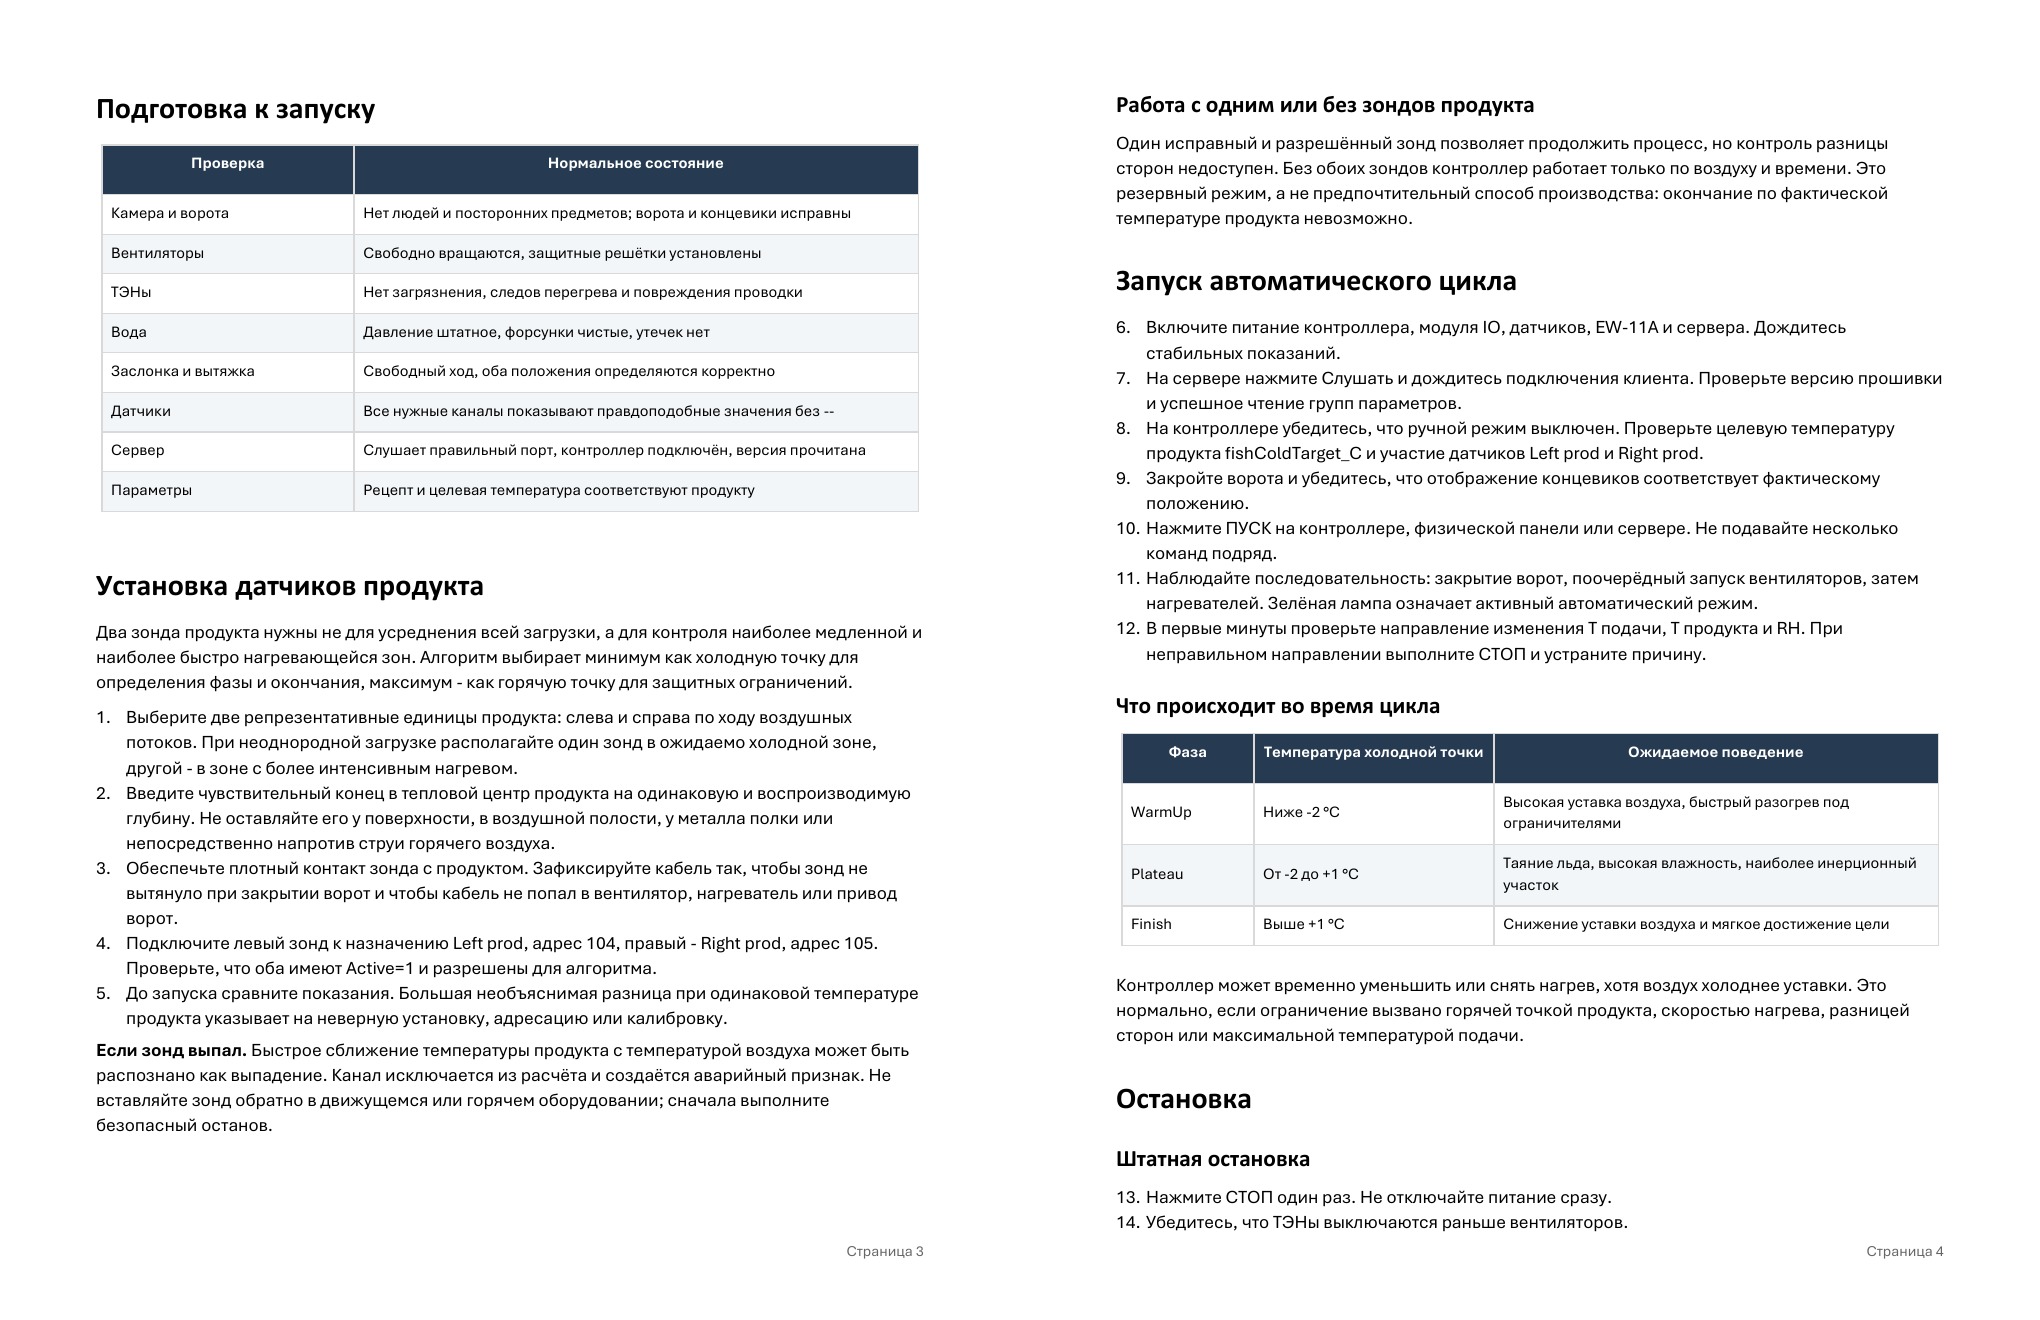 Подготовка к запуску
Проверка Нормальное состояние
Камера и ворота Нет людей и посторонних предметов; ворота и концевики исправны
Вентиляторы Свободно вращаются, защитные решётки установлены
ТЭНы Нет загрязнения, следов перегрева и повреждения проводки
Вода Давление штатное, форсунки чистые, утечек нет
Заслонка и вытяжка Свободный ход, оба положения определяются корректно
Датчики Все нужные каналы показывают правдоподобные значения без --
Сервер Слушает правильный порт, контроллер подключён, версия прочитана
Параметры Рецепт и целевая температура соответствуют продукту
Установка датчиков продукта
Два зонда продукта нужны не для усреднения всей загрузки, а для контроля наиболее медленной и
наиболее быстро нагревающейся зон. Алгоритм выбирает минимум как холодную точку для
определения фазы и окончания, максимум - как горячую точку для защитных ограничений.
1. Выберите две репрезентативные единицы продукта: слева и справа по ходу воздушных
потоков. При неоднородной загрузке располагайте один зонд в ожидаемо холодной зоне,
другой - в зоне с более интенсивным нагревом.
2. Введите чувствительный конец в тепловой центр продукта на одинаковую и воспроизводимую
глубину. Не оставляйте его у поверхности, в воздушной полости, у металла полки или
непосредственно напротив струи горячего воздуха.
3. Обеспечьте плотный контакт зонда с продуктом. Зафиксируйте кабель так, чтобы зонд не
вытянуло при закрытии ворот и чтобы кабель не попал в вентилятор, нагреватель или привод
ворот.
4. Подключите левый зонд к назначению Left prod, адрес 104, правый - Right prod, адрес 105.
Проверьте, что оба имеют Active=1 и разрешены для алгоритма.
5. До запуска сравните показания. Большая необъяснимая разница при одинаковой температуре
продукта указывает на неверную установку, адресацию или калибровку.
Если зонд выпал. Быстрое сближение температуры продукта с температурой воздуха может быть
распознано как выпадение. Канал исключается из расчёта и создаётся аварийный признак. Не
вставляйте зонд обратно в движущемся или горячем оборудовании; сначала выполните
безопасный останов.
Страница 3
Работа с одним или без зондов продукта
Один исправный и разрешённый зонд позволяет продолжить процесс, но контроль разницы
сторон недоступен. Без обоих зондов контроллер работает только по воздуху и времени. Это
резервный режим, а не предпочтительный способ производства: окончание по фактической
температуре продукта невозможно.
Запуск автоматического цикла
6. Включите питание контроллера, модуля IO, датчиков, EW-11A и сервера. Дождитесь
стабильных показаний.
7. На сервере нажмите Слушать и дождитесь подключения клиента. Проверьте версию прошивки
и успешное чтение групп параметров.
8. На контроллере убедитесь, что ручной режим выключен. Проверьте целевую температуру
продукта fishColdTarget_C и участие датчиков Left prod и Right prod.
9. Закройте ворота и убедитесь, что отображение концевиков соответствует фактическому
положению.
10. Нажмите ПУСК на контроллере, физической панели или сервере. Не подавайте несколько
команд подряд.
11. Наблюдайте последовательность: закрытие ворот, поочерёдный запуск вентиляторов, затем
нагревателей. Зелёная лампа означает активный автоматический режим.
12. В первые минуты проверьте направление изменения T подачи, T продукта и RH. При
неправильном направлении выполните СТОП и устраните причину.
Что происходит во время цикла
Фаза Температура холодной точки Ожидаемое поведение
WarmUp Ниже -2 °C Высокая уставка воздуха, быстрый разогрев под
ограничителями
Plateau От -2 до +1 °C Таяние льда, высокая влажность, наиболее инерционный
участок
Finish Выше +1 °C Снижение уставки воздуха и мягкое достижение цели
Контроллер может временно уменьшить или снять нагрев, хотя воздух холоднее уставки. Это
нормально, если ограничение вызвано горячей точкой продукта, скоростью нагрева, разницей
сторон или максимальной температурой подачи.
Остановка
Штатная остановка
13. Нажмите СТОП один раз. Не отключайте питание сразу.
14. Убедитесь, что ТЭНы выключаются раньше вентиляторов.
Страница 4